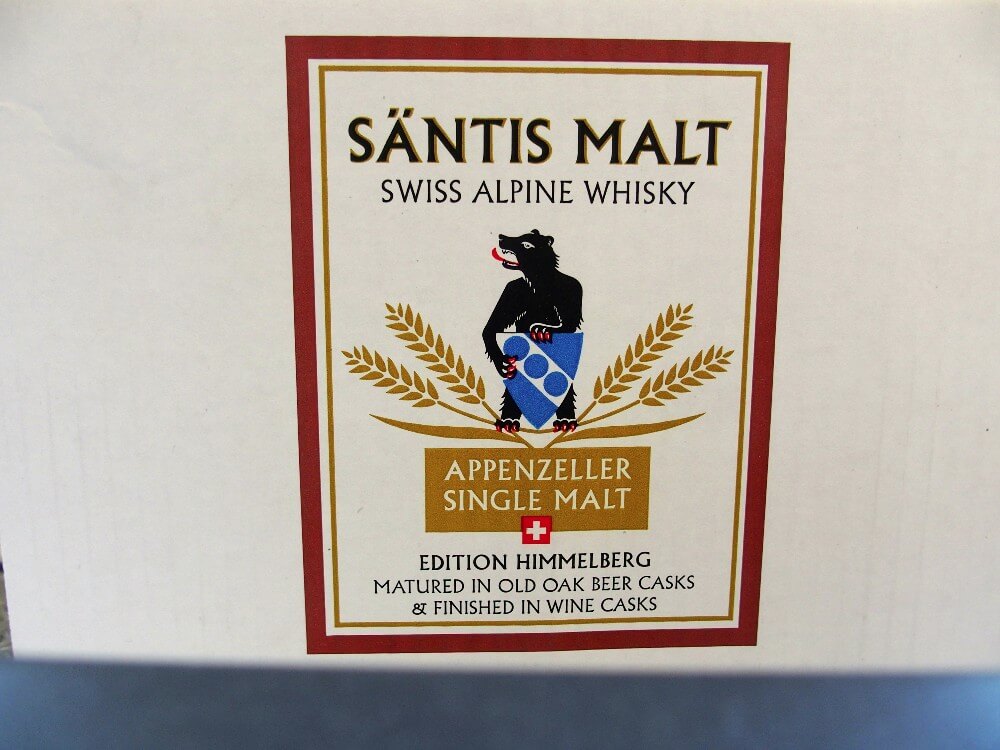 SÄNTIS MALT
SWISS ALPINE WHISKY
APPENZELLER
SINGLE MALT
EDITION HIMMELBERG
MATURED IN OLD OAK BEER CASKS
& FINISHED IN WINE CASKS